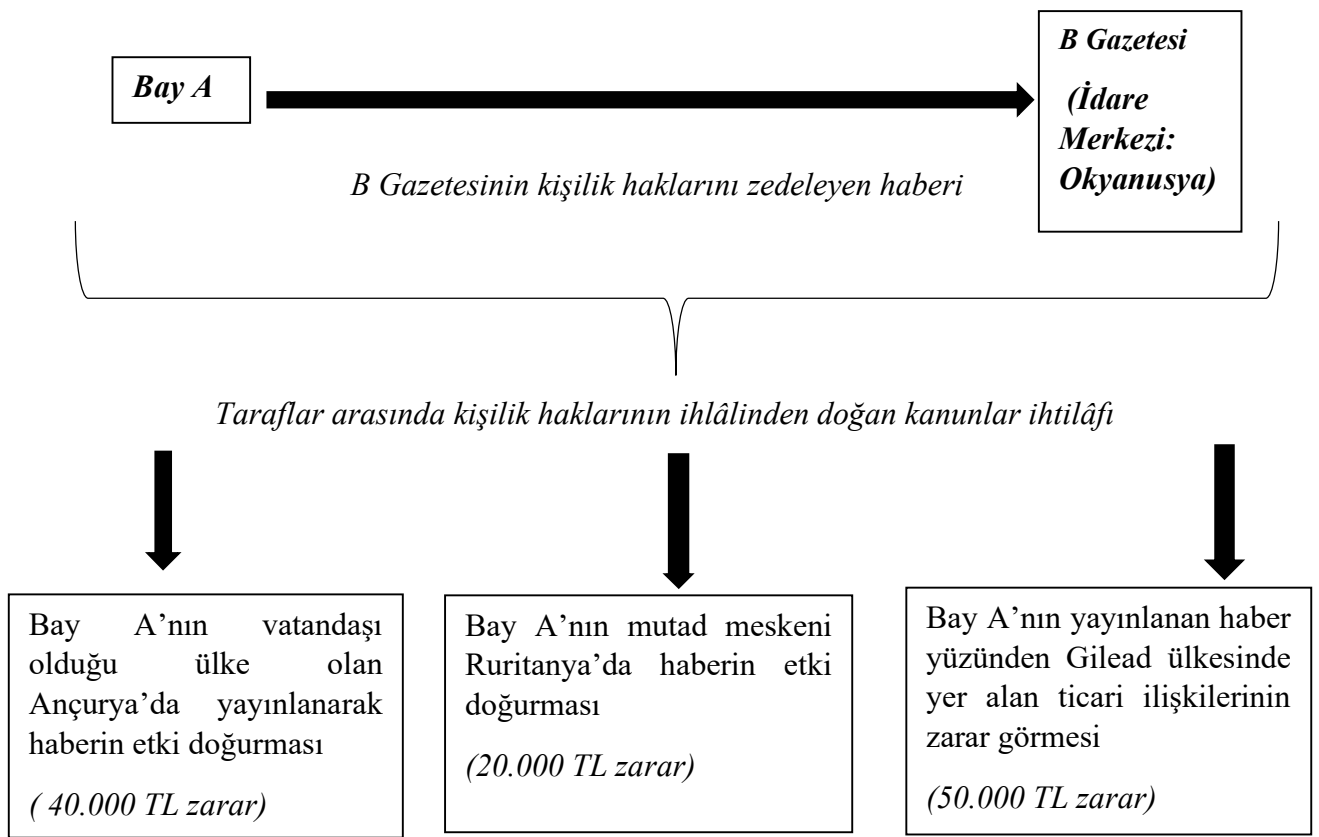 Bay A
B Gazetesi
(İdare
Merkezi:
Okyanusya)
B Gazetesinin kişilik haklarını zedeleyen haberi
Taraflar arasında kişilik haklarının ihlâlinden doğan kanunlar ihtilâfı
Bay A’nın vatandaşı
olduğu ülke olan
Ançurya’da yayınlanarak
haberin etki doğurması
( 40.000 TL zarar)
Bay A’nın mutad meskeni
Ruritanya’da haberin etki
doğurması
(20.000 TL zarar)
Bay A’nın yayınlanan haber
yüzünden Gilead ülkesinde
yer alan ticari ilişkilerinin
zarar görmesi
(50.000 TL zarar)